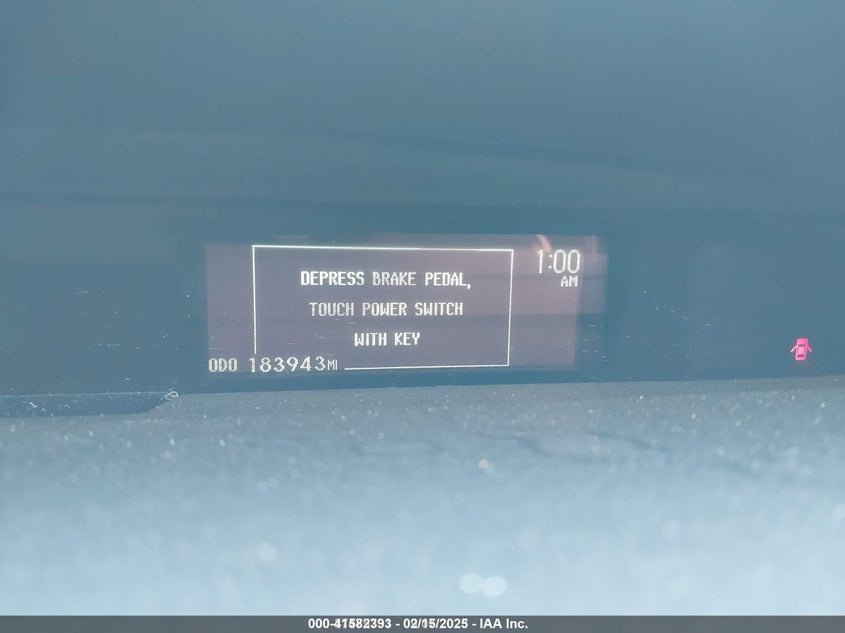 DEPRESS BRAKE PEDAL,
TOUCH POWER SWITCH
WITH KEY
1:00
AM
ODO 183943MI
000-41582393 - 02/15/2025 - IAA Inc.